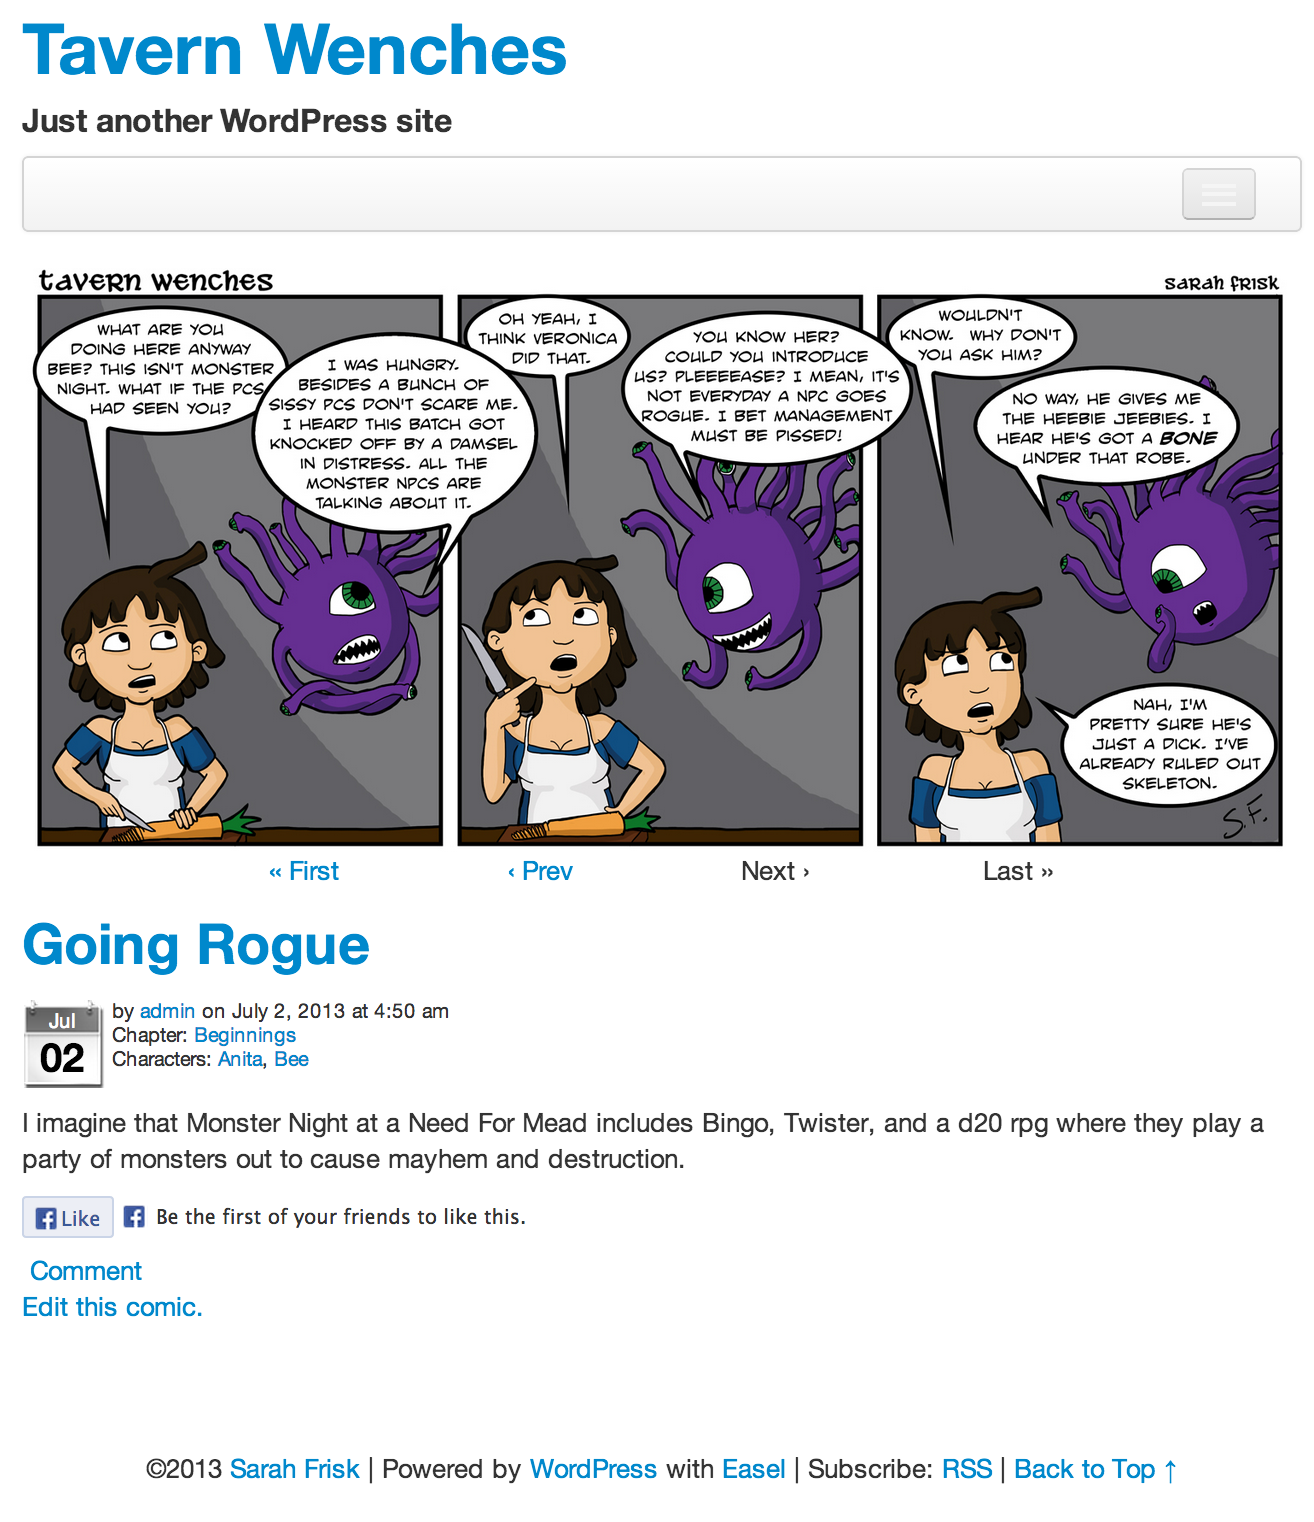 Tavern Wenches
Just another WordPress site
tavern wenches
sarah frisk
WHAT ARE YOU
DOING HERE ANYWAY
BEE? THIS ISN'T MONSTER
NIGHT. WHAT IF THE PCS
HAD SEEN YOU?
I WAS HUNGRY.
BESIDES A BUNCH OF
SISSY PCS DON'T SCARE ME.
I HEARD THIS BATCH GOT
KNOCKED OFF BY A DAMSEL
IN DISTRESS. ALL THE
MONSTER NPCS ARE
TALKING ABOUT IT.
OH YEAH, I
THINK VERONICA
DID THAT.
YOU KNOW HER?
COULD YOU INTRODUCE
US? PLEEEEASE? I MEAN, IT'S
NOT EVERYDAY A NPC GOES
ROGUE. I BET MANAGEMENT
MUST BE PISSED!
WOULDN'T
KNOW. WHY DON'T
YOU ASK HIM?
NO WAY, HE GIVES ME
THE HEEBIE JEEBIES. I
HEAR HE'S GOT A BONE
UNDER THAT ROBE.
NAH, I'M
PRETTY SURE HE'S
JUST A DICK. I'VE
ALREADY RULED OUT
SKELETON.
S.F.
« First ‹ Prev Next › Last »
Going Rogue
Jul
02
by admin on July 2, 2013 at 4:50 am
Chapter: Beginnings
Characters: Anita, Bee
I imagine that Monster Night at a Need For Mead includes Bingo, Twister, and a d20 rpg where they play a
party of monsters out to cause mayhem and destruction.
Like Be the first of your friends to like this.
Comment
Edit this comic.
©2013 Sarah Frisk | Powered by WordPress with Easel | Subscribe: RSS | Back to Top ↑